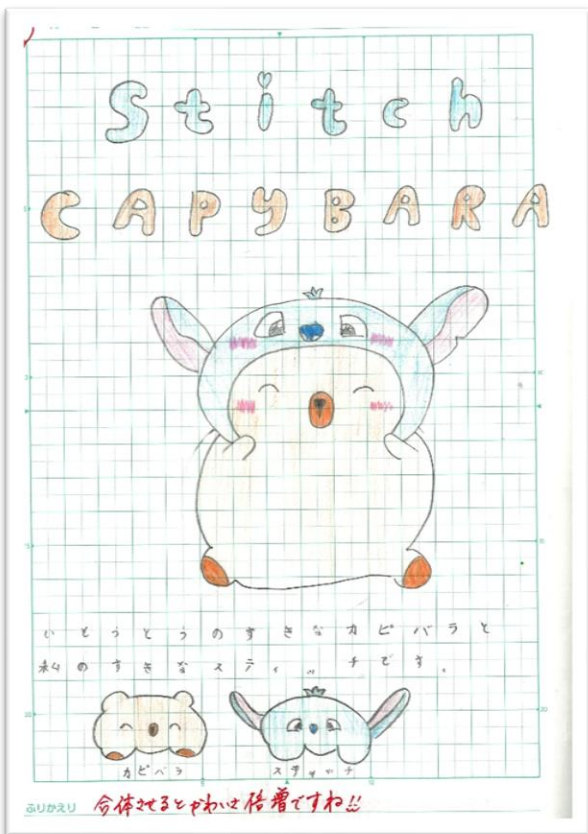 Stitch
CAPYBARA
いもうとのすきなカピバラと
私のすきなスティッチです。
カピバラ
スティッチ
ふりかえり
合体させるとかわいさ倍増ですね!!